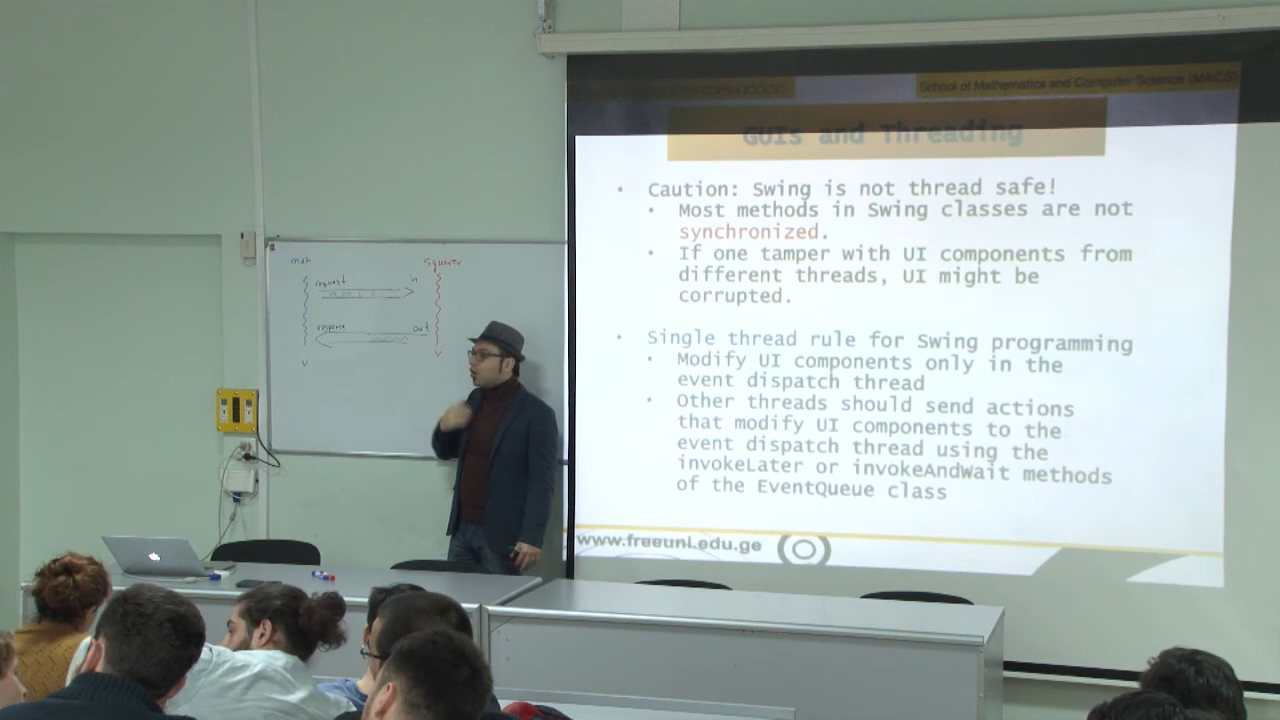 School of Mathematics and Computer Science (MACS)
GUIs and Threading
• Caution: Swing is not thread safe!
• Most methods in Swing classes are not
synchronized.
• If one tamper with UI components from
different threads, UI might be
corrupted.
• Single thread rule for Swing programming
• Modify UI components only in the
event dispatch thread
• Other threads should send actions
that modify UI components to the
event dispatch thread using the
invokeLater or invokeAndWait methods
of the EventQueue class
www.freeuni.edu.ge
request
in
out